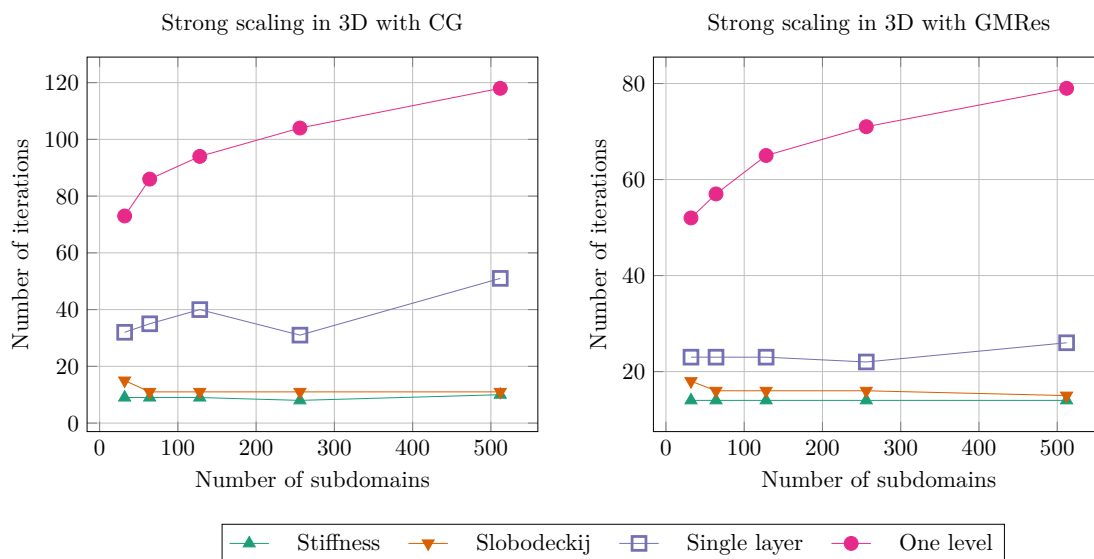 Strong scaling in 3D with CG
Number of iterations
120
100
80
60
40
20
0
0 100 200 300 400 500
Number of subdomains
Strong scaling in 3D with GMRes
Number of iterations
80
60
40
20
0 100 200 300 400 500
Number of subdomains
Stiffness Slobodeckij Single layer One level